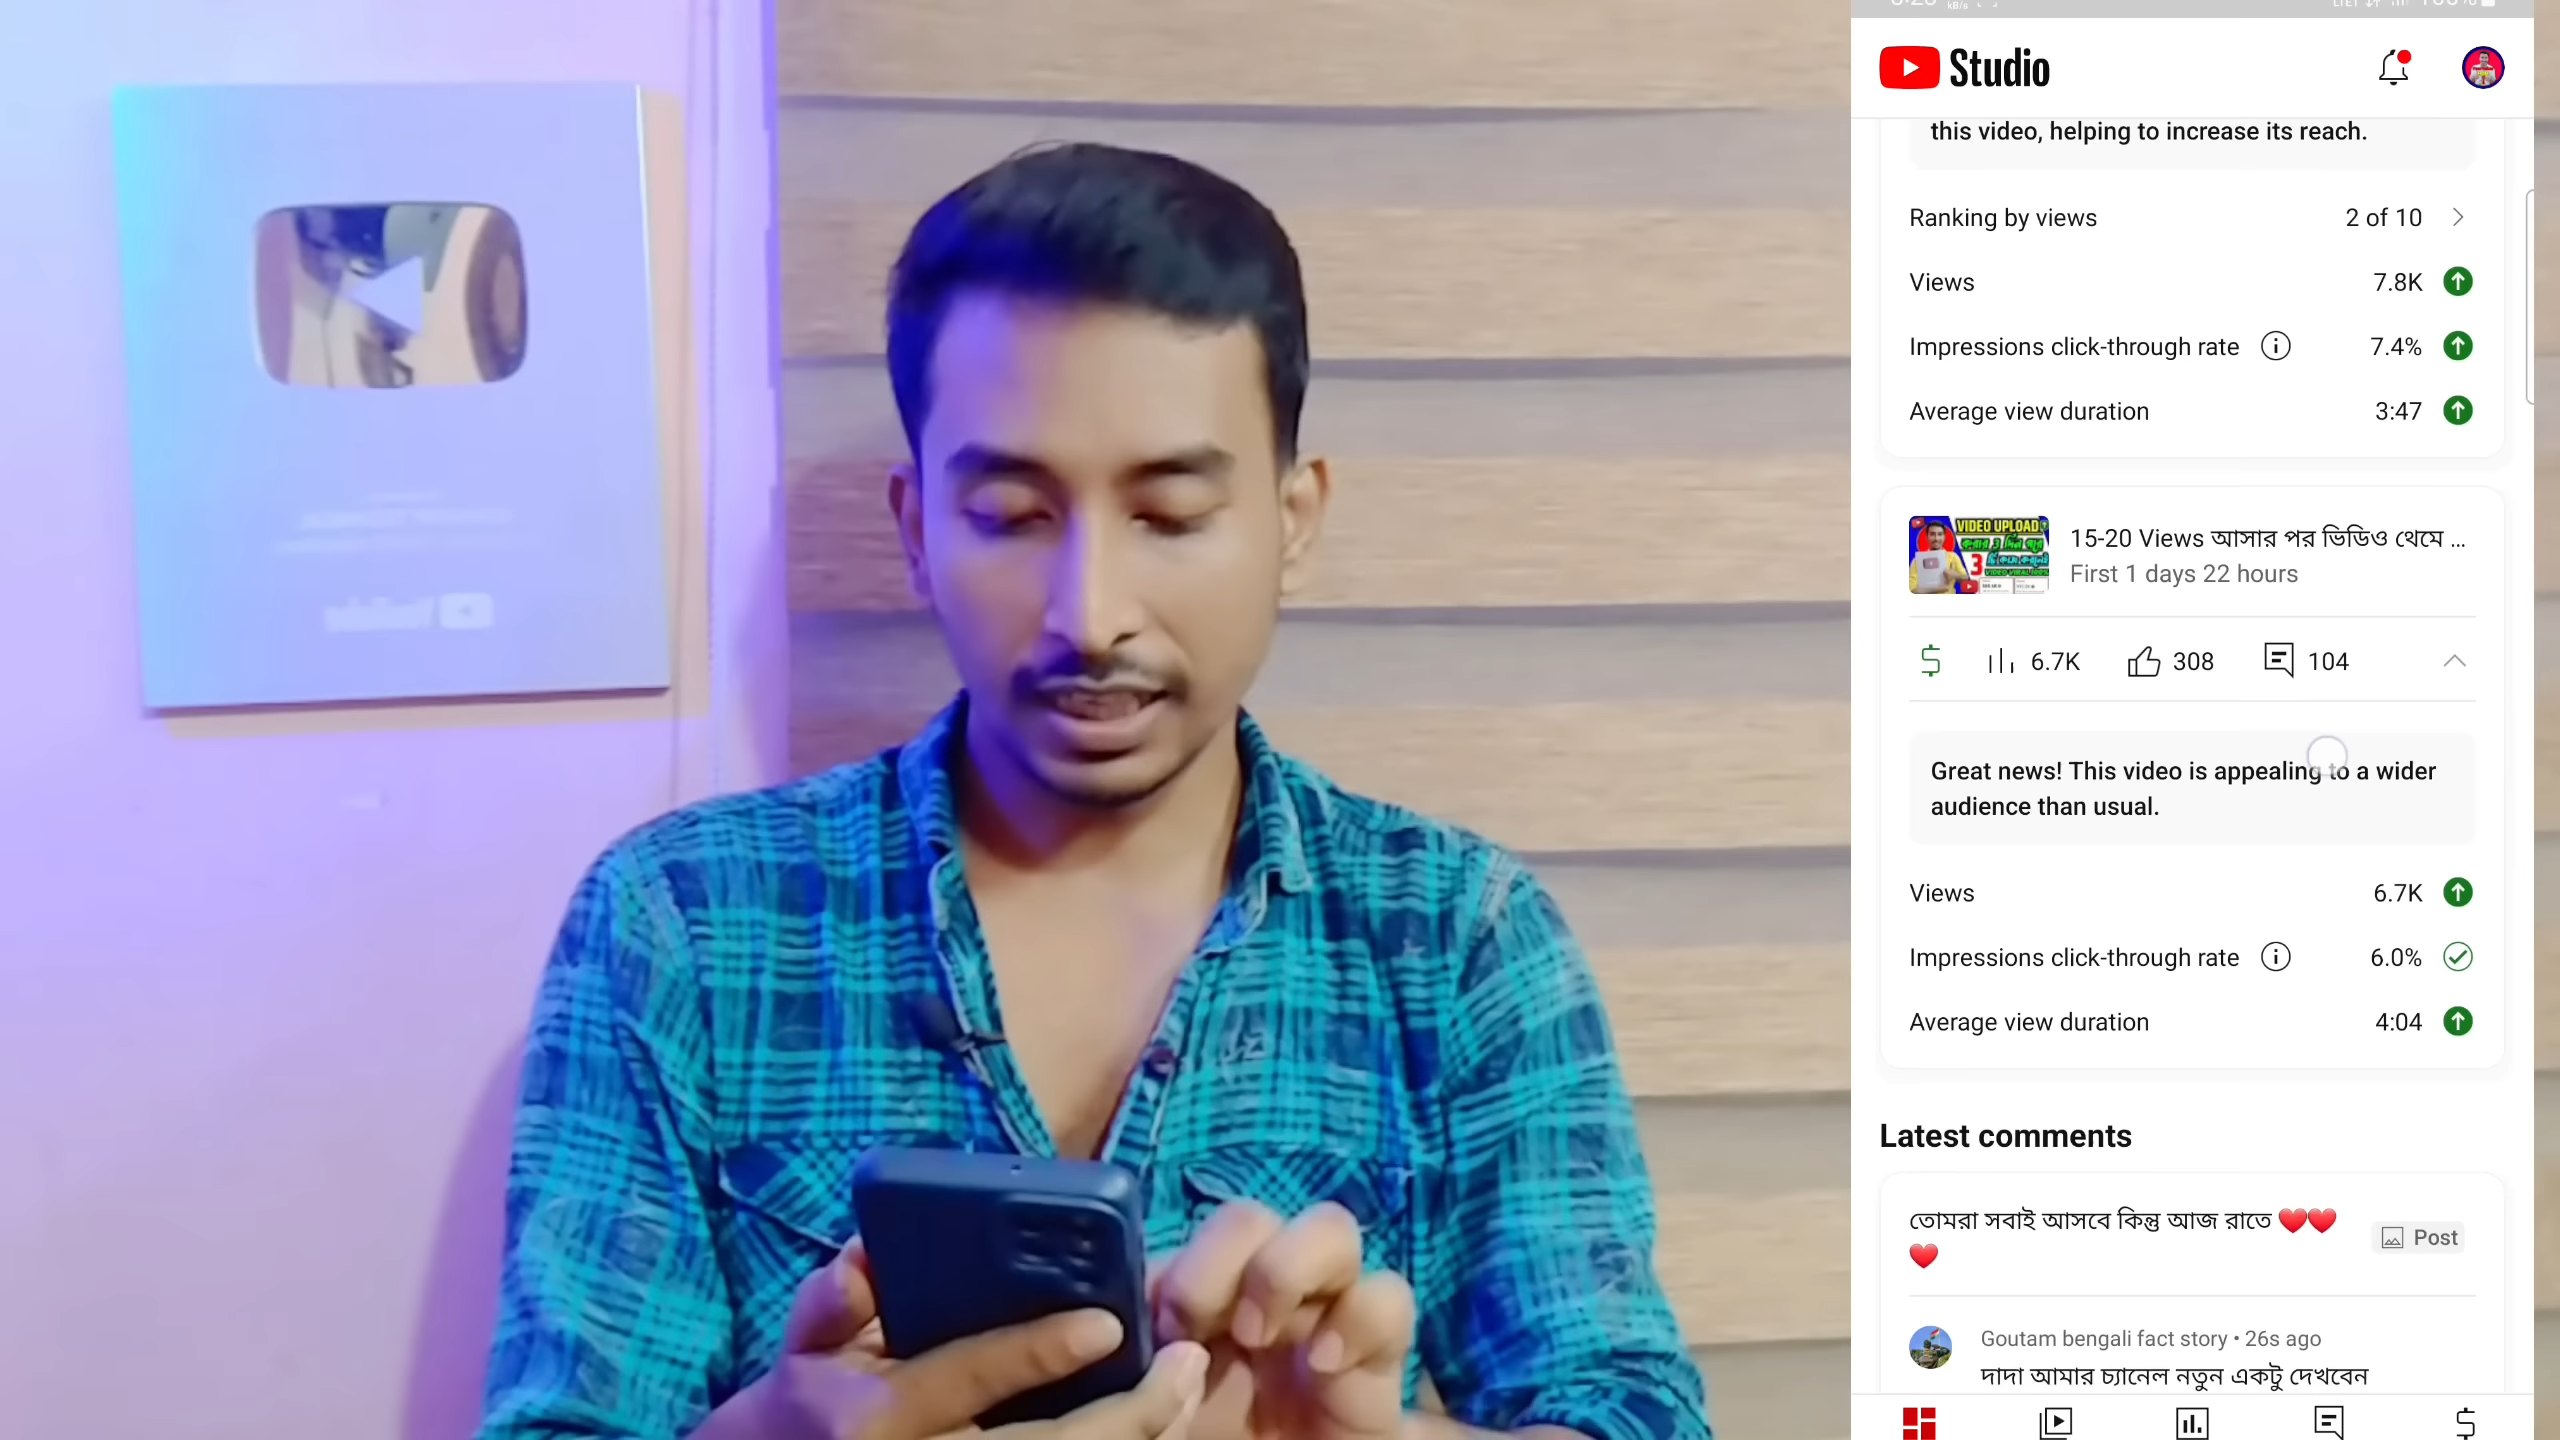 Studio
this video, helping to increase its reach.
Ranking by views 2 of 10
Views 7.8K
Impressions click-through rate 7.4%
Average view duration 3:47
VIDEO UPLOAD
3
15-20 Views আসার পর ভিডিও থেমে ...
First 1 days 22 hours
6.7K 308 104
Great news! This video is appealing to a wider
audience than usual.
Views 6.7K
Impressions click-through rate 6.0%
Average view duration 4:04
Latest comments
তোমরা সবাই আসবে কিন্তু আজ রাতে ❤️❤️
❤️
Post
Goutam bengali fact story • 26s ago
দাদা আমার চ্যানেল নতুন একটু দেখবেন